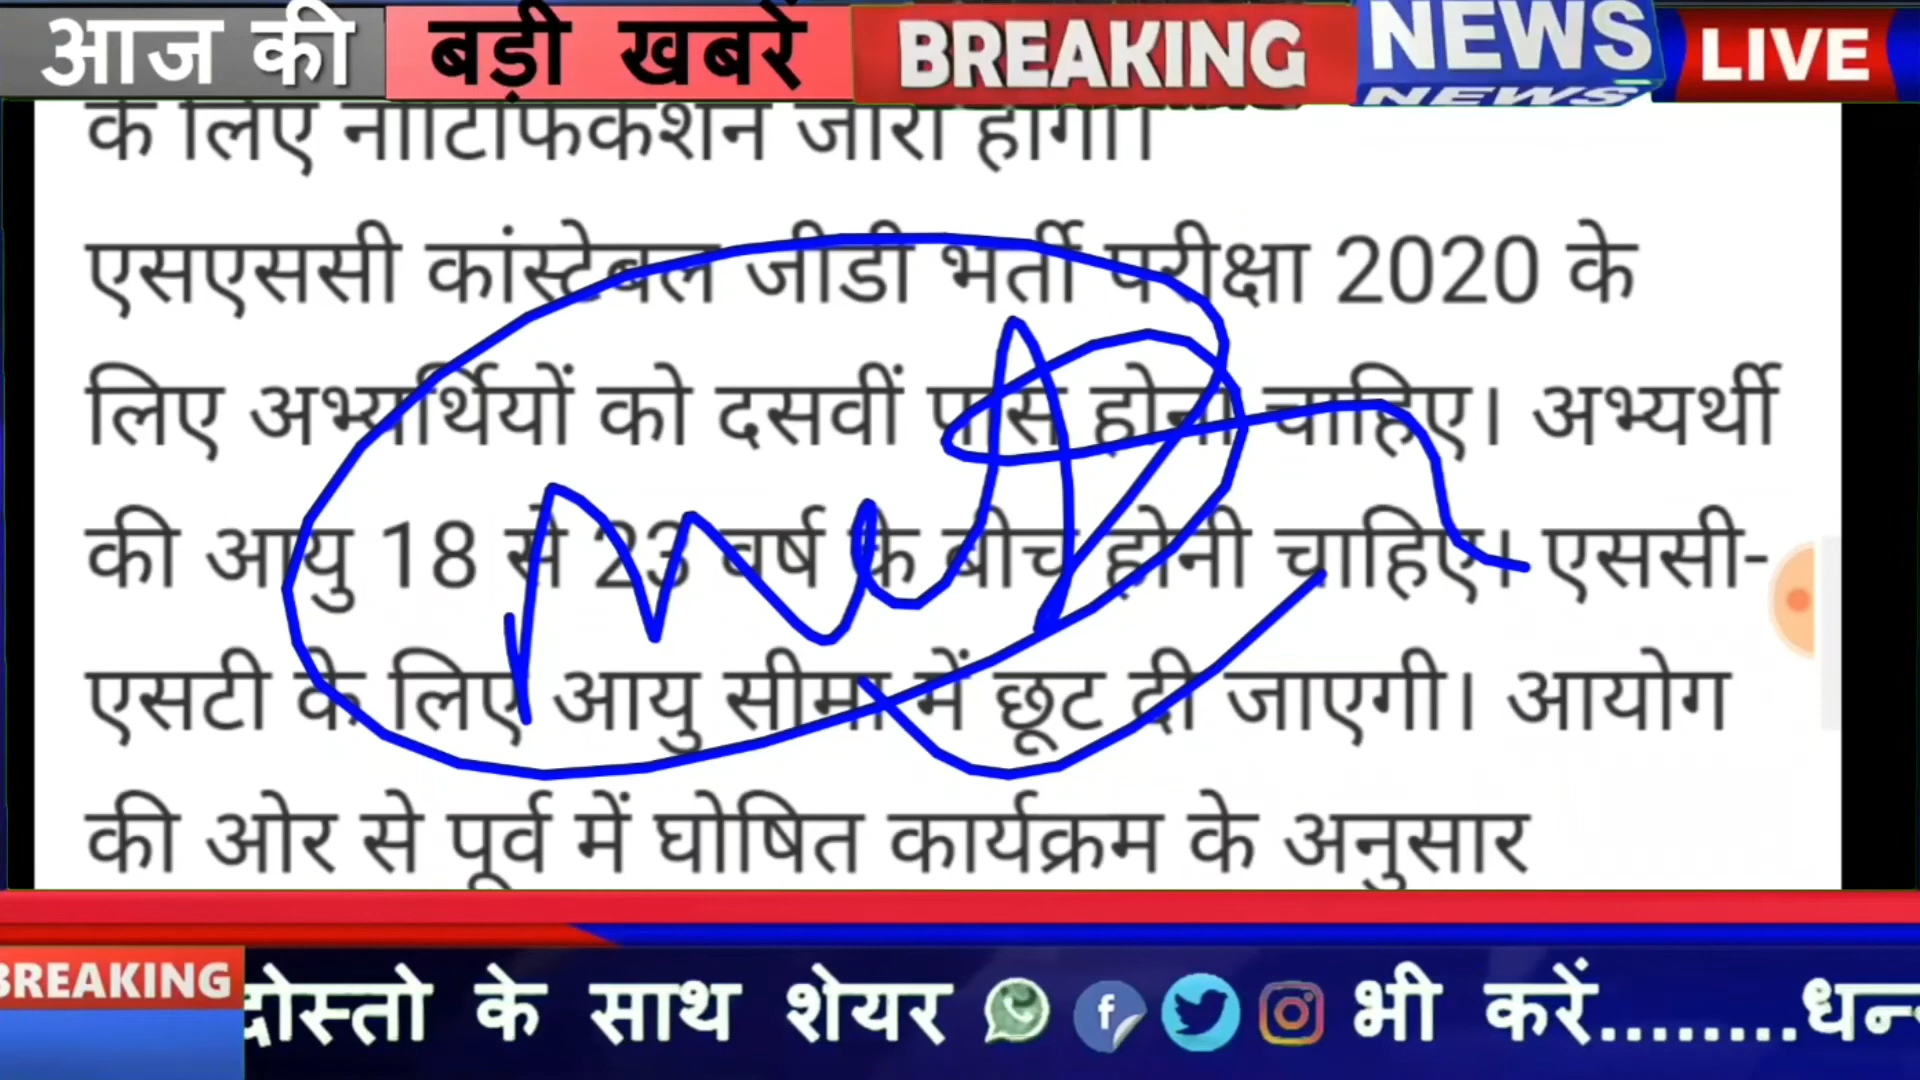 आज की बड़ी खबरें BREAKING NEWS LIVE
के लिए नोटिफिकेशन जारी होगा।
एसएससी कांस्टेबल जीडी भर्ती परीक्षा 2020 के
लिए अभ्यर्थियों को दसवीं पास होना चाहिए। अभ्यर्थी
की आयु 18 से 23 वर्ष के बीच होनी चाहिए। एससी-
एसटी के लिए आयु सीमा में छूट दी जाएगी। आयोग
की ओर से पूर्व में घोषित कार्यक्रम के अनुसार
BREAKING दोस्तो के साथ शेयर भी करें........